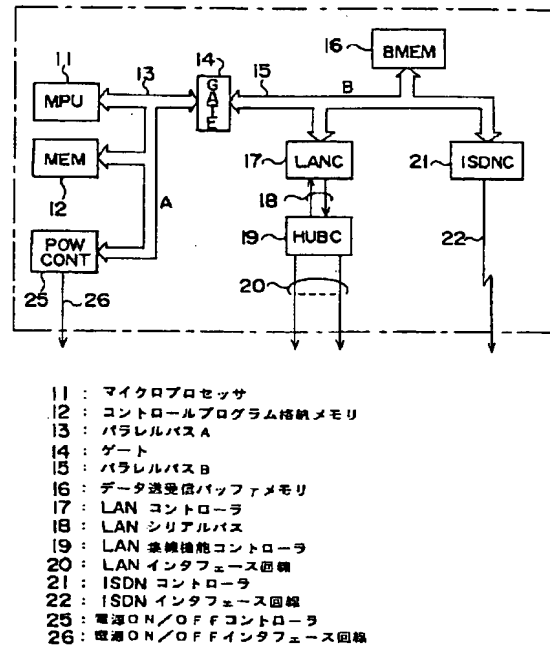 11
13
14
15
16
BMEM
MPU
GATE
B
MEM
12
A
17
LANC
21
ISDNC
18
19
HUBC
22
POW
CONT
25
26
20
11 : マイクロプロセッサ
12 : コントロールプログラム格納メモリ
13 : パラレルバスA
14 : ゲート
15 : パラレルバスB
16 : データ送受信バッファメモリ
17 : LAN コントローラ
18 : LAN シリアルバス
19 : LAN 集線機能コントローラ
20 : LAN インタフェース回線
21 : ISDN コントローラ
22 : ISDN インタフェース回線
25 : 電源ON/OFFコントローラ
26 : 電源ON/OFFインタフェース回線